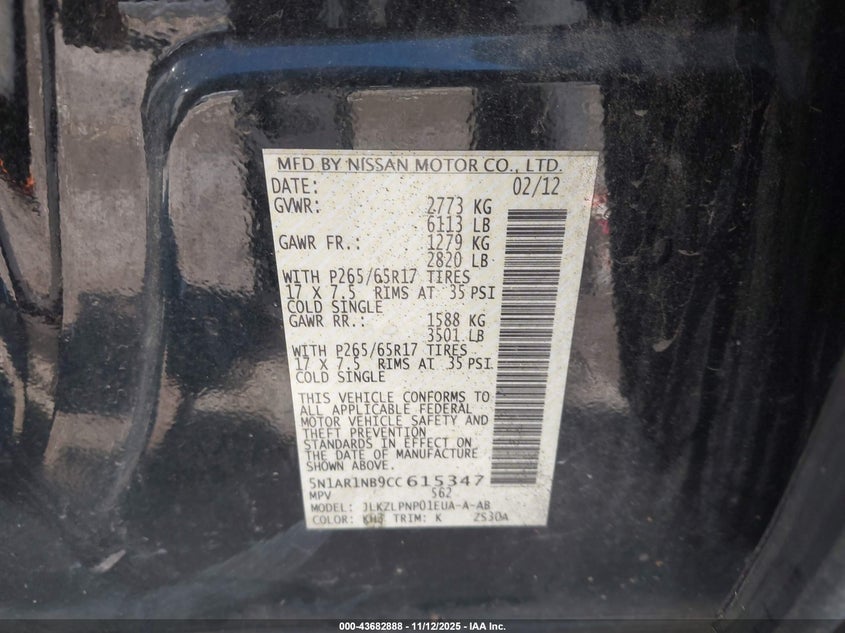 MFD BY NISSAN MOTOR CO., LTD.
DATE: 02/12
GVWR: 2773 KG
6113 LB
GAWR FR.: 1279 KG
2820 LB
WITH P265/65R17 TIRES
17 X 7.5 RIMS AT 35 PSI
COLD SINGLE
GAWR RR.: 1588 KG
3501 LB
WITH P265/65R17 TIRES
17 X 7.5 RIMS AT 35 PSI
COLD SINGLE
THIS VEHICLE CONFORMS TO
ALL APPLICABLE FEDERAL
MOTOR VEHICLE SAFETY AND
THEFT PREVENTION
STANDARDS IN EFFECT ON
THE DATE OF MANUFACTURE
SHOWN ABOVE.
5N1AR1NB9CC615347
MPV S62
MODEL: JLKZLPNP01EUA-A-AB
COLOR: KH3 TRIM: K ZS30A
000-43682888 - 11/12/2025 - IAA Inc.